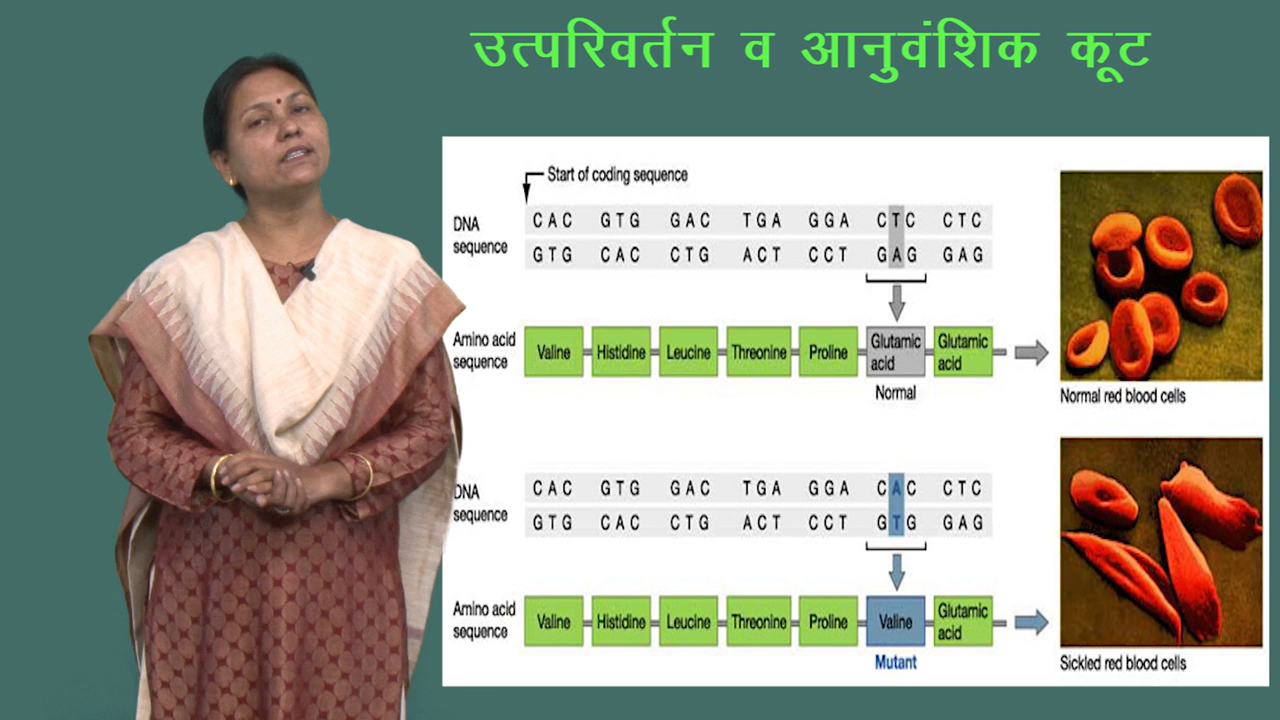 उत्परिवर्तन व आनुवंशिक कूट
Start of coding sequence
DNA sequence
CAC GTG GAC TGA GGA CTC CTC
GTG CAC CTG ACT CCT GAG GAG
Amino acid sequence
Valine Histidine Leucine Threonine Proline Glutamic acid Glutamic acid
Normal
Normal red blood cells
DNA sequence
CAC GTG GAC TGA GGA CAC CTC
GTG CAC CTG ACT CCT GTG GAG
Amino acid sequence
Valine Histidine Leucine Threonine Proline Valine Glutamic acid
Mutant
Sickled red blood cells